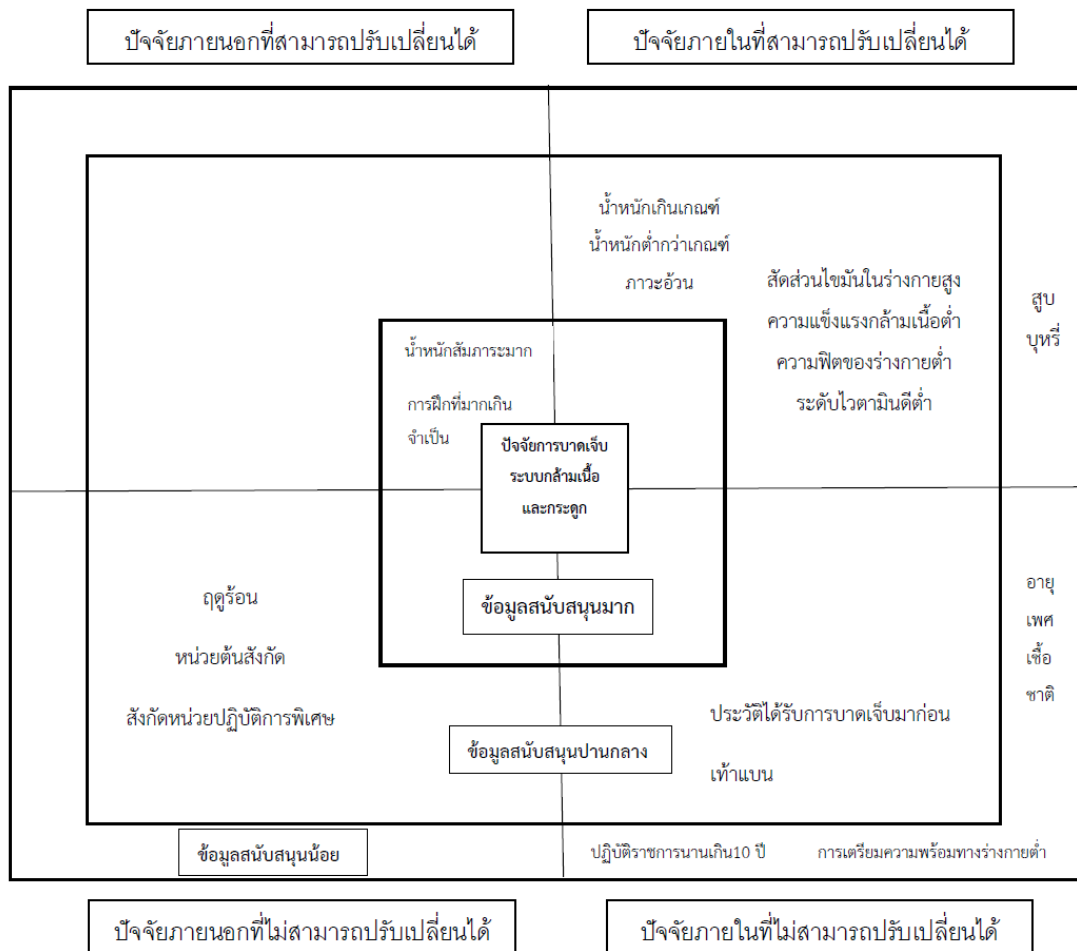 ปัจจัยภายนอกที่สามารถปรับเปลี่ยนได้
ปัจจัยภายในที่สามารถปรับเปลี่ยนได้
น้ำหนักเกินเกณฑ์
น้ำหนักต่ำกว่าเกณฑ์
ภาวะอ้วน
สัดส่วนไขมันในร่างกายสูง
ความแข็งแรงกล้ามเนื้อต่ำ
ความฟิตของร่างกายต่ำ
ระดับไวตามินดีต่ำ
สูบ
บุหรี่
น้ำหนักสัมภาระมาก
การฝึกที่มากเกิน
จำเป็น
ปัจจัยการบาดเจ็บ
ระบบกล้ามเนื้อ
และกระดูก
ข้อมูลสนับสนุนมาก
ฤดูร้อน
หน่วยต้นสังกัด
สังกัดหน่วยปฏิบัติการพิเศษ
อายุ
เพศ
เชื้อ
ชาติ
ประวัติได้รับการบาดเจ็บมาก่อน
เท้าแบน
ข้อมูลสนับสนุนปานกลาง
ข้อมูลสนับสนุนน้อย
ปฏิบัติราชการนานเกิน10 ปี
การเตรียมความพร้อมทางร่างกายต่ำ
ปัจจัยภายนอกที่ไม่สามารถปรับเปลี่ยนได้
ปัจจัยภายในที่ไม่สามารถปรับเปลี่ยนได้